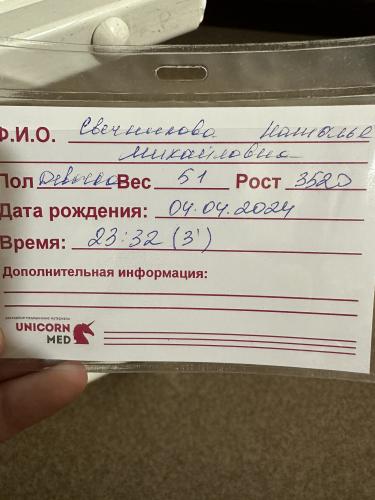 Ф.И.О. Свечникова Наталье
Михайловна
Пол Девочка Вес 51 Рост 3520
Дата рождения: 04.04.2024
Время: 23:32 (3')
Дополнительная информация:
UNICORN
MED